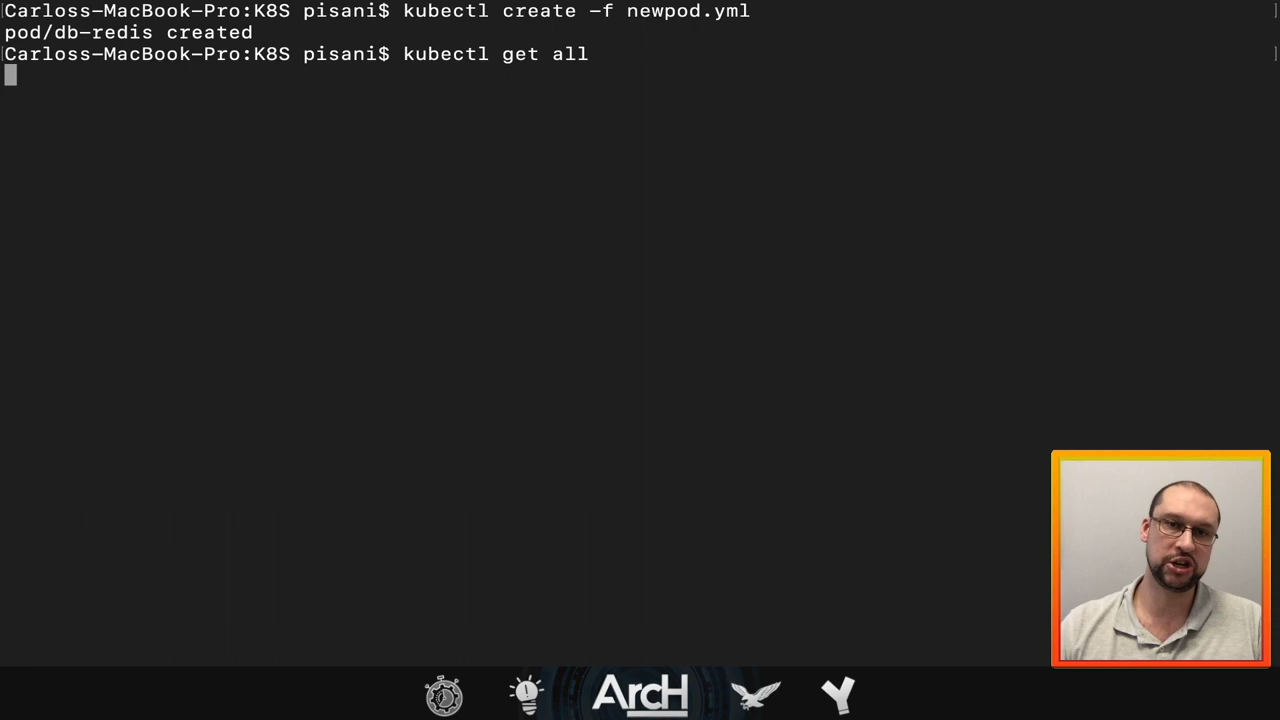 Carloss-MacBook-Pro:K8S pisani$ kubectl create -f newpod.yml
pod/db-redis created
Carloss-MacBook-Pro:K8S pisani$ kubectl get all
ArcH